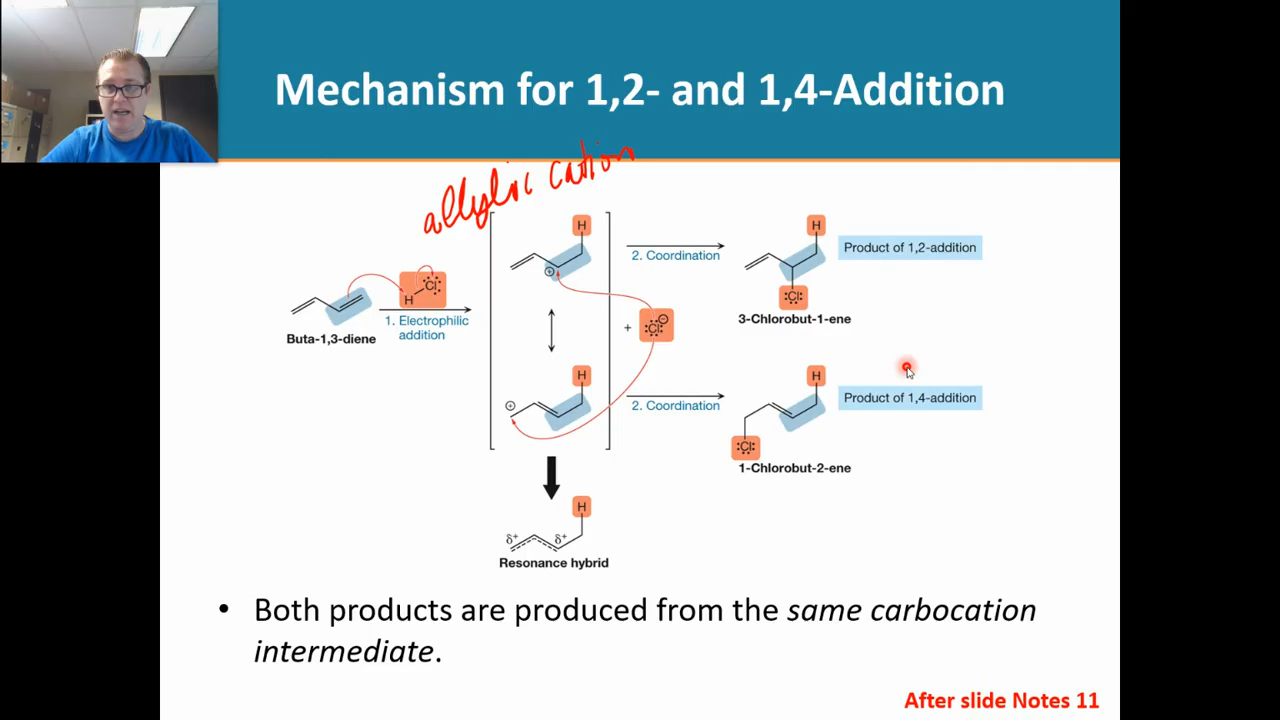 Mechanism for 1,2- and 1,4-Addition
allylic cation
H
H
2. Coordination
Product of 1,2-addition
⊕
Cl
H
Cl
3-Chlorobut-1-ene
Buta-1,3-diene
1. Electrophilic
addition
+ Cl ⊖
H
H
⊕
2. Coordination
Product of 1,4-addition
Cl
1-Chlorobut-2-ene
H
δ+ δ+
Resonance hybrid
• Both products are produced from the same carbocation
intermediate.
After slide Notes 11